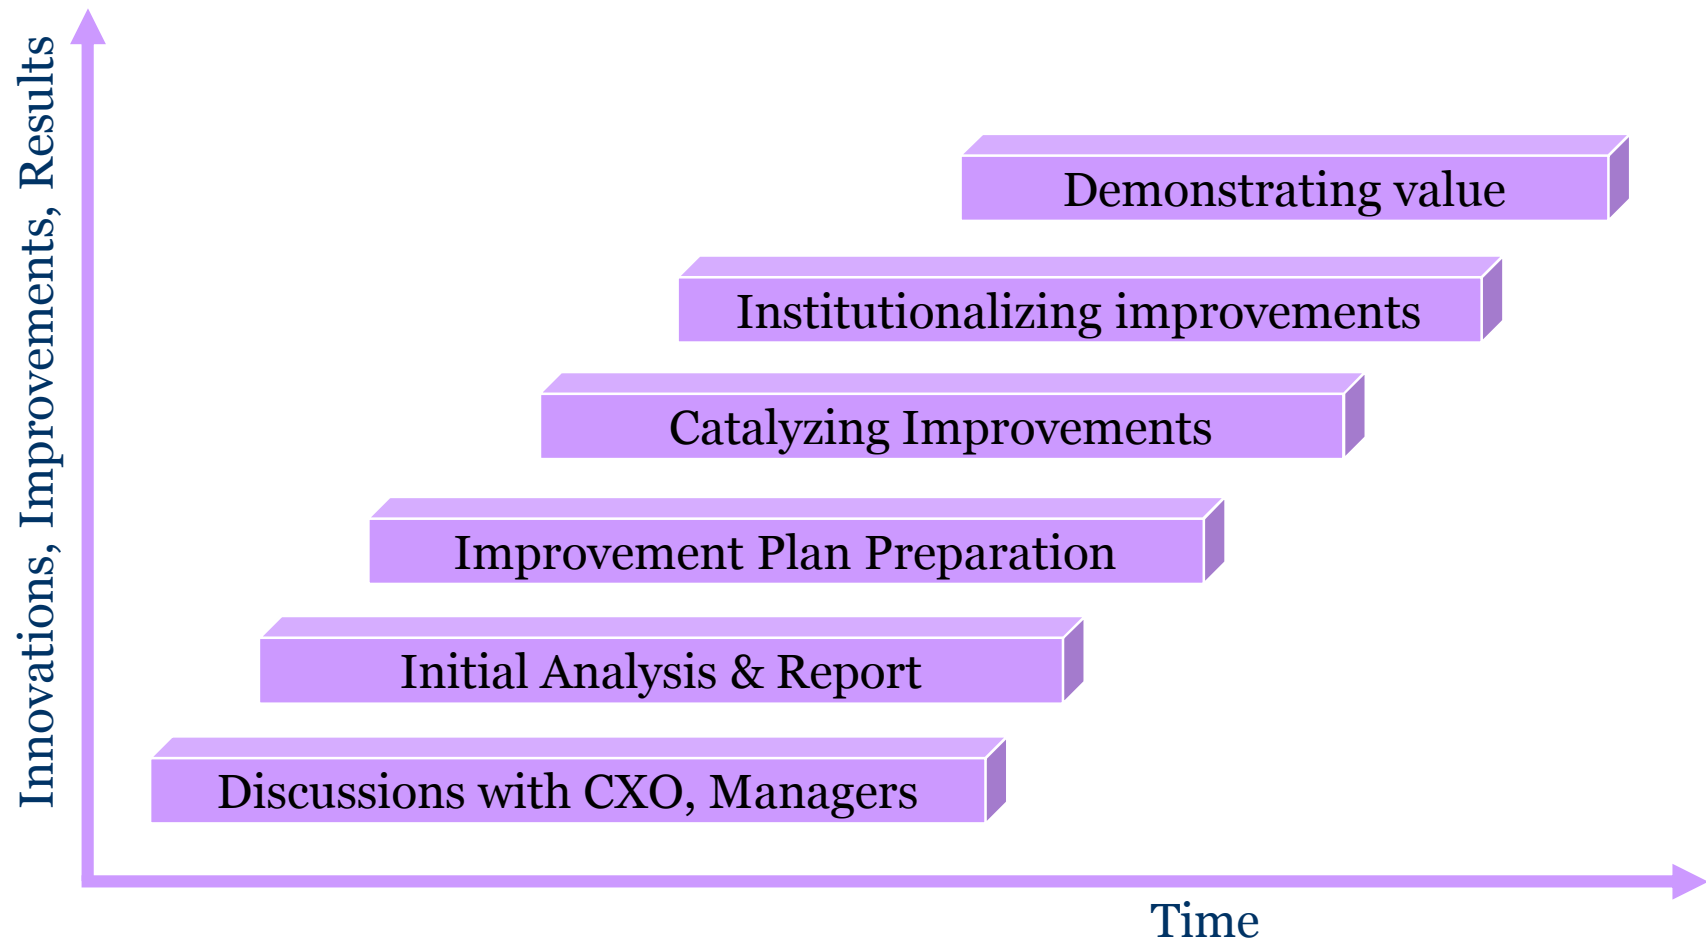 Innovations, Improvements, Results
Demonstrating value
Institutionalizing improvements
Catalyzing Improvements
Improvement Plan Preparation
Initial Analysis & Report
Discussions with CXO, Managers
Time